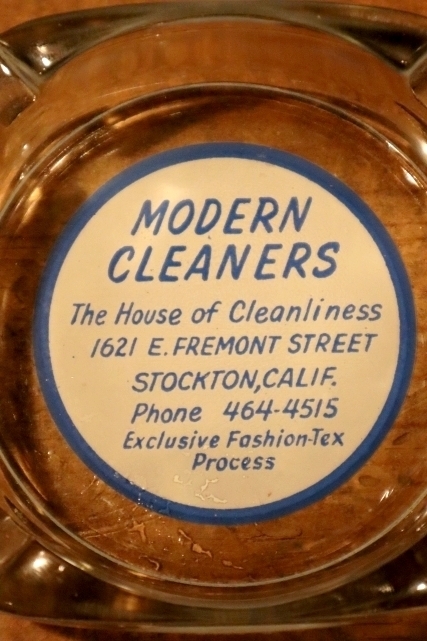 MODERN
CLEANERS
The House of Cleanliness
1621 E. FREMONT STREET
STOCKTON, CALIF.
Phone 464-4515
Exclusive Fashion-Tex
Process